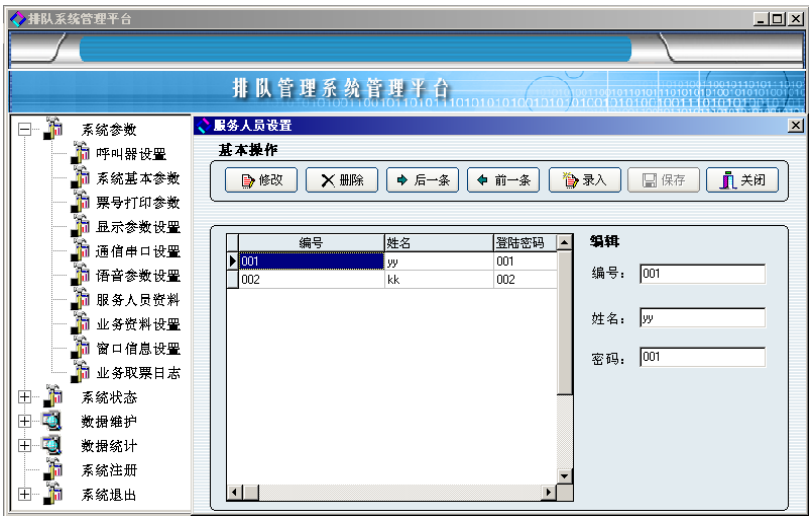 排队系统管理平台
排队管理系统管理平台
系统参数
呼叫器设置
系统基本参数
票号打印参数
显示参数设置
通信串口设置
语音参数设置
服务人员资料
业务资料设置
窗口信息设置
业务取票日志
系统状态
数据维护
数据统计
系统注册
系统退出
服务人员设置
基本操作
修改 删除 后一条 前一条 录入 保存 关闭
编号 姓名 登陆密码
001 yy 001
002 kk 002
编辑
编号： 001
姓名： yy
密码： 001